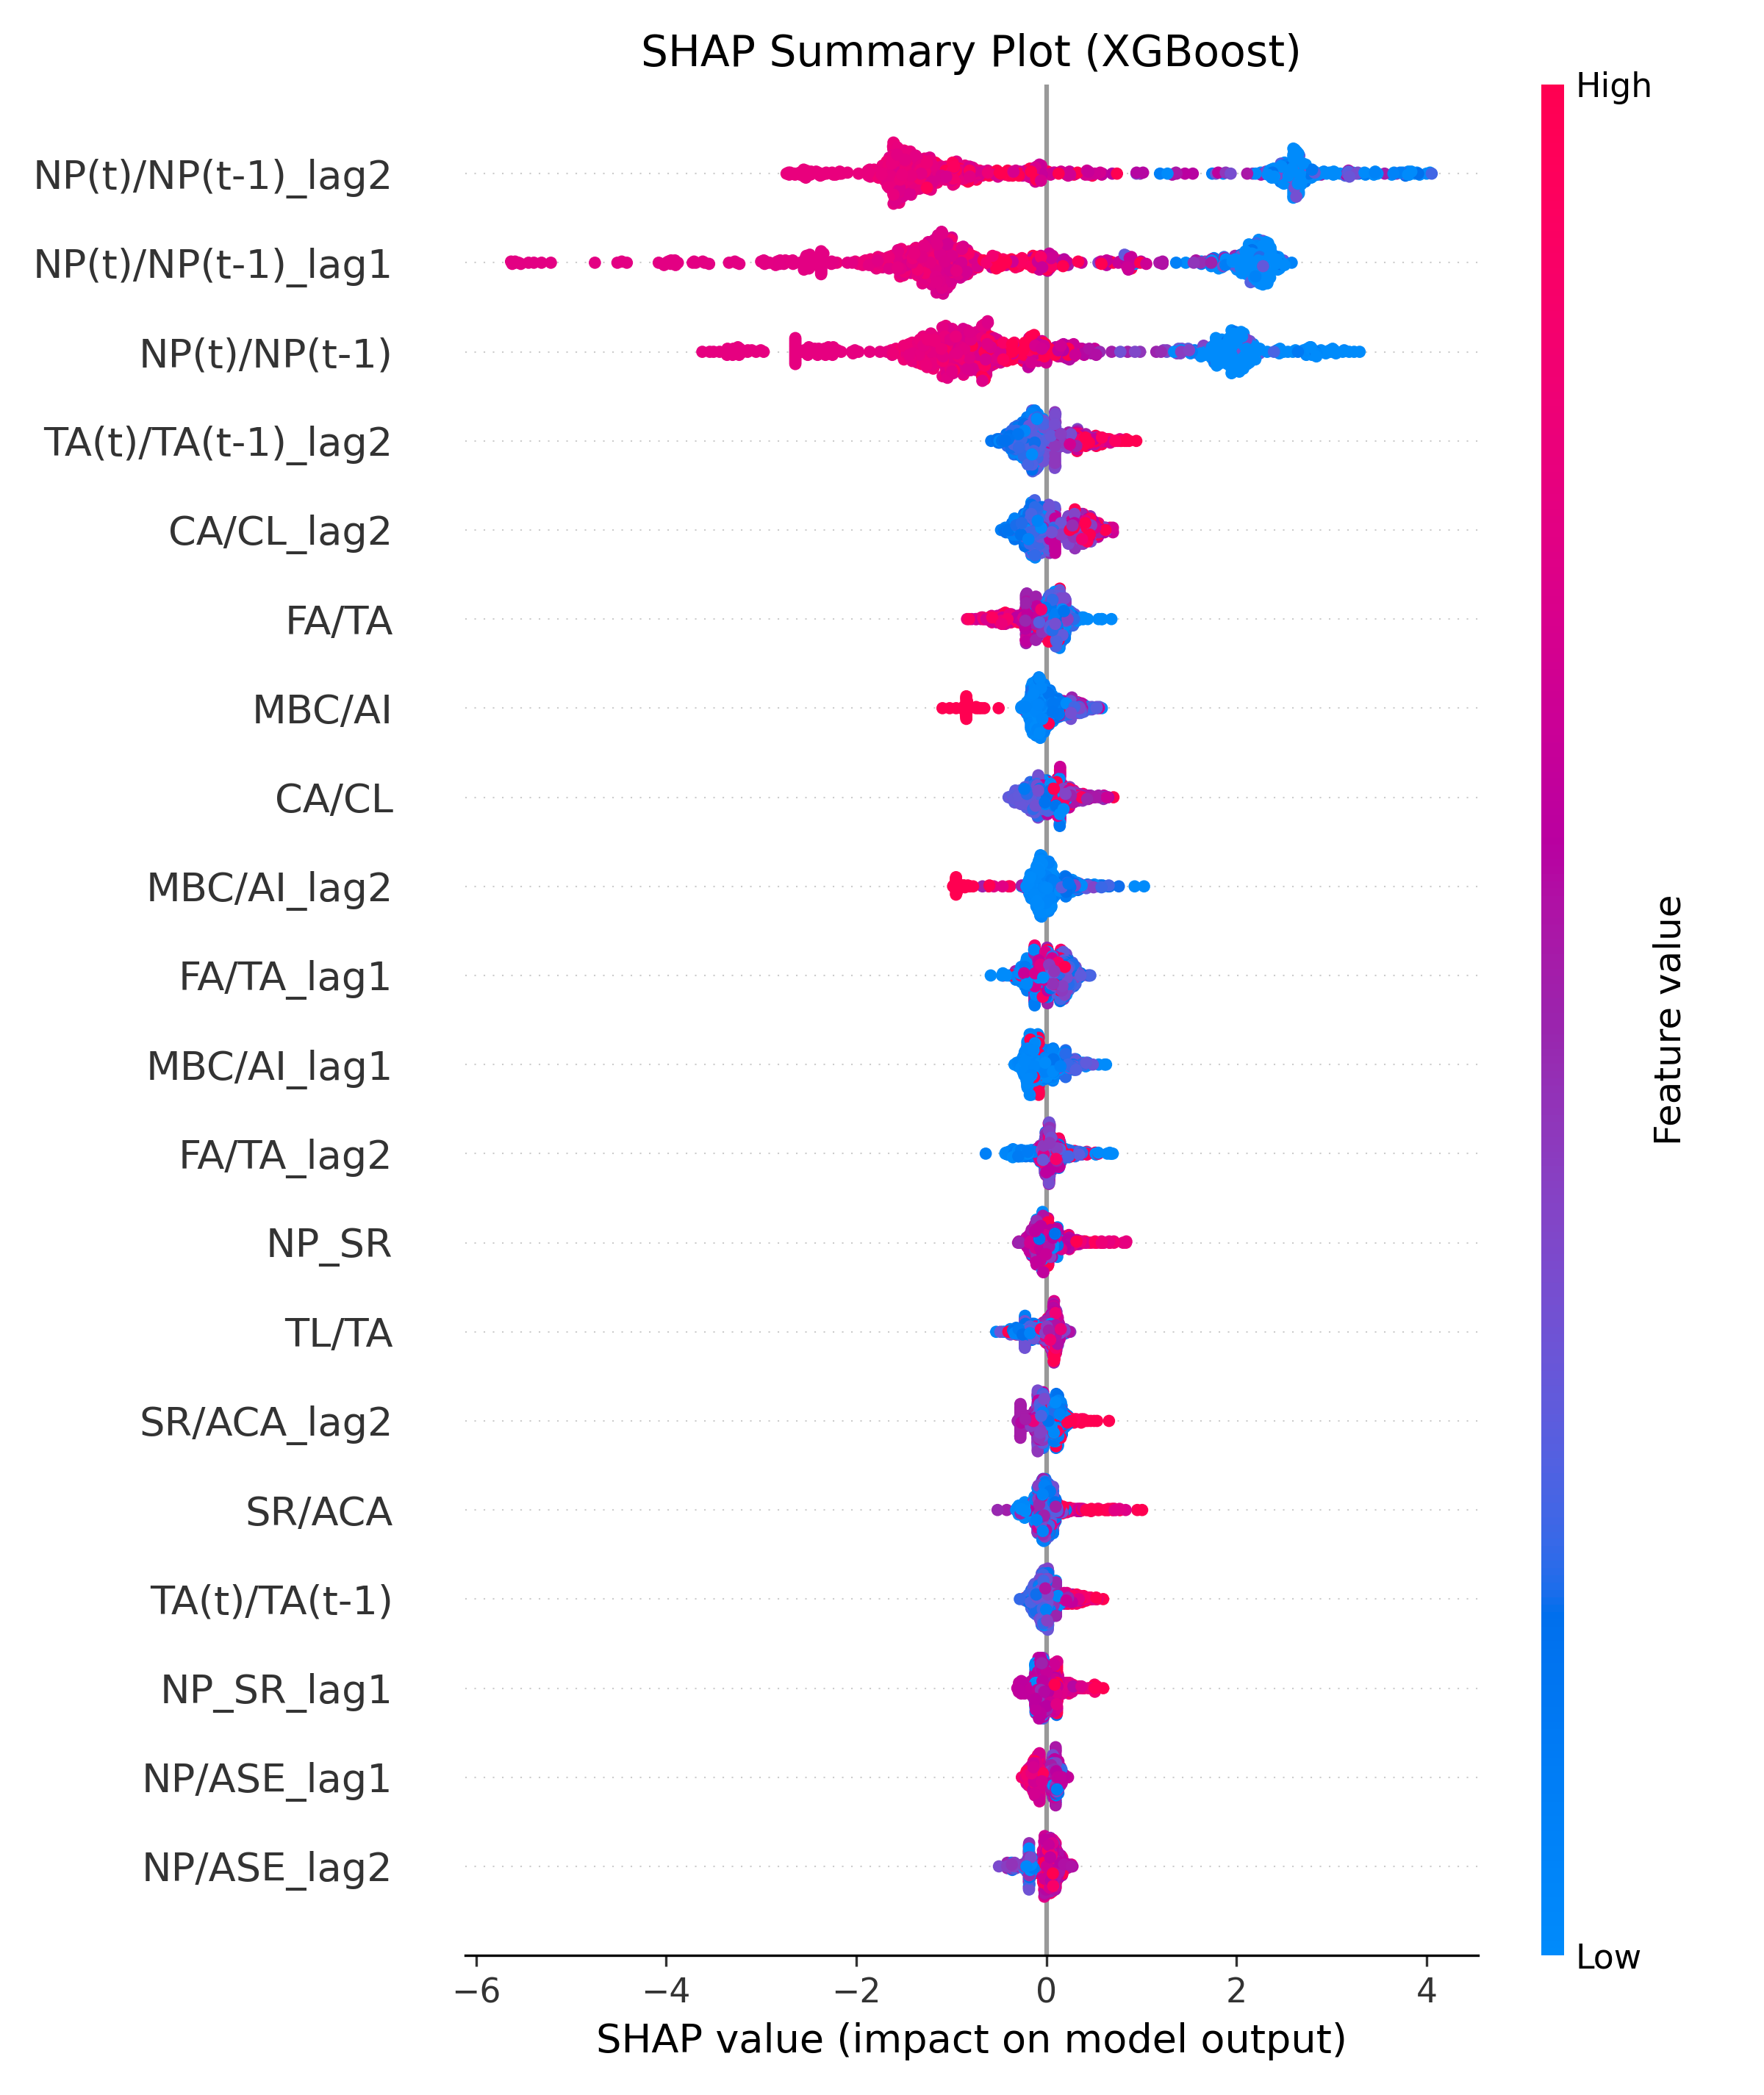 SHAP Summary Plot (XGBoost)
High
NP(t)/NP(t-1)_lag2
NP(t)/NP(t-1)_lag1
NP(t)/NP(t-1)
TA(t)/TA(t-1)_lag2
CA/CL_lag2
FA/TA
MBC/AI
CA/CL
MBC/AI_lag2
FA/TA_lag1
MBC/AI_lag1
FA/TA_lag2
NP_SR
TL/TA
SR/ACA_lag2
SR/ACA
TA(t)/TA(t-1)
NP_SR_lag1
NP/ASE_lag1
NP/ASE_lag2
Feature value
Low
−6 −4 −2 0 2 4
SHAP value (impact on model output)